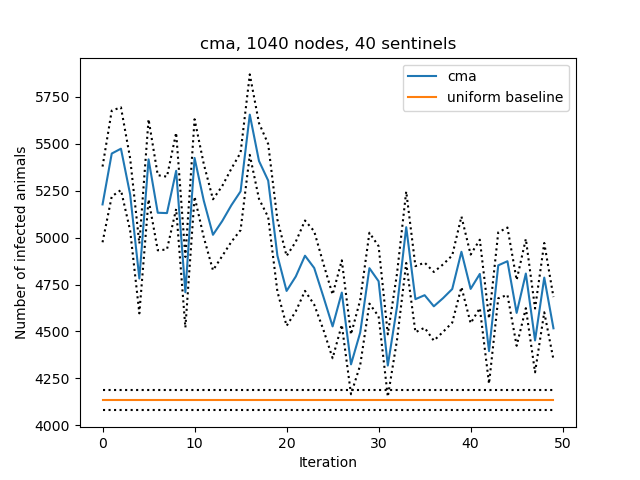 cma, 1040 nodes, 40 sentinels
cma
uniform baseline
Number of infected animals
5750
5500
5250
5000
4750
4500
4250
4000
0 10 20 30 40 50
Iteration